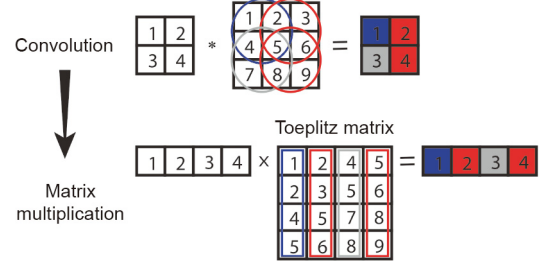 Convolution
1 2
3 4
*
1 2 3
4 5 6
7 8 9
=
1 2
3 4
Toeplitz matrix
Matrix
multiplication
1 2 3 4
×
1 2 4 5
2 3 5 6
4 5 7 8
5 6 8 9
=
1 2 3 4